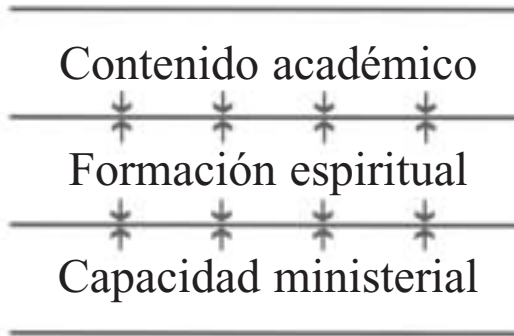 Contenido académico
Formación espiritual
Capacidad ministerial